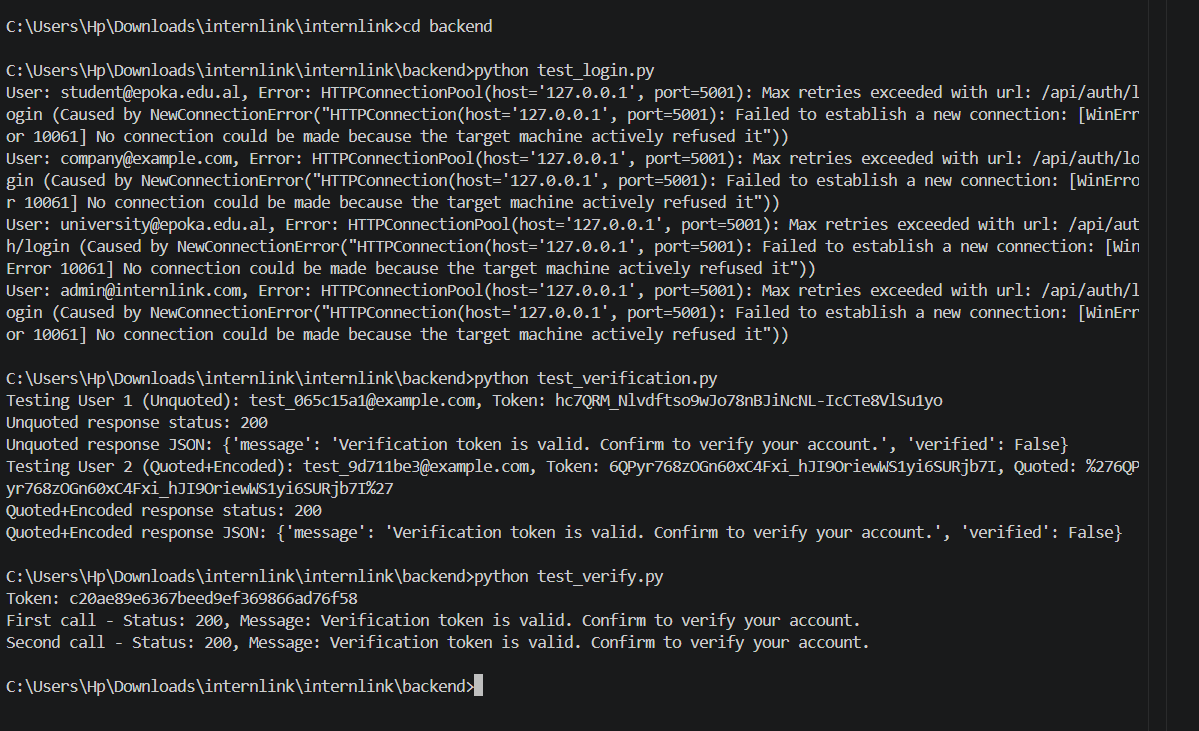 C:\Users\Hp\Downloads\internlink\internlink>cd backend
C:\Users\Hp\Downloads\internlink\internlink\backend>python test_login.py
User: student@epoka.edu.al, Error: HTTPConnectionPool(host='127.0.0.1', port=5001): Max retries exceeded with url: /api/auth/l
ogin (Caused by NewConnectionError("HTTPConnection(host='127.0.0.1', port=5001): Failed to establish a new connection: [WinErr
or 10061] No connection could be made because the target machine actively refused it"))
User: company@example.com, Error: HTTPConnectionPool(host='127.0.0.1', port=5001): Max retries exceeded with url: /api/auth/lo
gin (Caused by NewConnectionError("HTTPConnection(host='127.0.0.1', port=5001): Failed to establish a new connection: [WinErro
r 10061] No connection could be made because the target machine actively refused it"))
User: university@epoka.edu.al, Error: HTTPConnectionPool(host='127.0.0.1', port=5001): Max retries exceeded with url: /api/aut
h/login (Caused by NewConnectionError("HTTPConnection(host='127.0.0.1', port=5001): Failed to establish a new connection: [Win
Error 10061] No connection could be made because the target machine actively refused it"))
User: admin@internlink.com, Error: HTTPConnectionPool(host='127.0.0.1', port=5001): Max retries exceeded with url: /api/auth/l
ogin (Caused by NewConnectionError("HTTPConnection(host='127.0.0.1', port=5001): Failed to establish a new connection: [WinErr
or 10061] No connection could be made because the target machine actively refused it"))
C:\Users\Hp\Downloads\internlink\internlink\backend>python test_verification.py
Testing User 1 (Unquoted): test_065c15a1@example.com, Token: hc7QRM_Nlvdftso9wJo78nBJiNcNL-IcCTe8VlSu1yo
Unquoted response status: 200
Unquoted response JSON: {'message': 'Verification token is valid. Confirm to verify your account.', 'verified': False}
Testing User 2 (Quoted+Encoded): test_9d711be3@example.com, Token: 6QPyr768zOGn60xC4Fxi_hJI9OriewWS1yi6SURjb7I, Quoted: %276QP
yr768zOGn60xC4Fxi_hJI9OriewWS1yi6SURjb7I%27
Quoted+Encoded response status: 200
Quoted+Encoded response JSON: {'message': 'Verification token is valid. Confirm to verify your account.', 'verified': False}
C:\Users\Hp\Downloads\internlink\internlink\backend>python test_verify.py
Token: c20ae89e6367beed9ef369866ad76f58
First call - Status: 200, Message: Verification token is valid. Confirm to verify your account.
Second call - Status: 200, Message: Verification token is valid. Confirm to verify your account.
C:\Users\Hp\Downloads\internlink\internlink\backend>